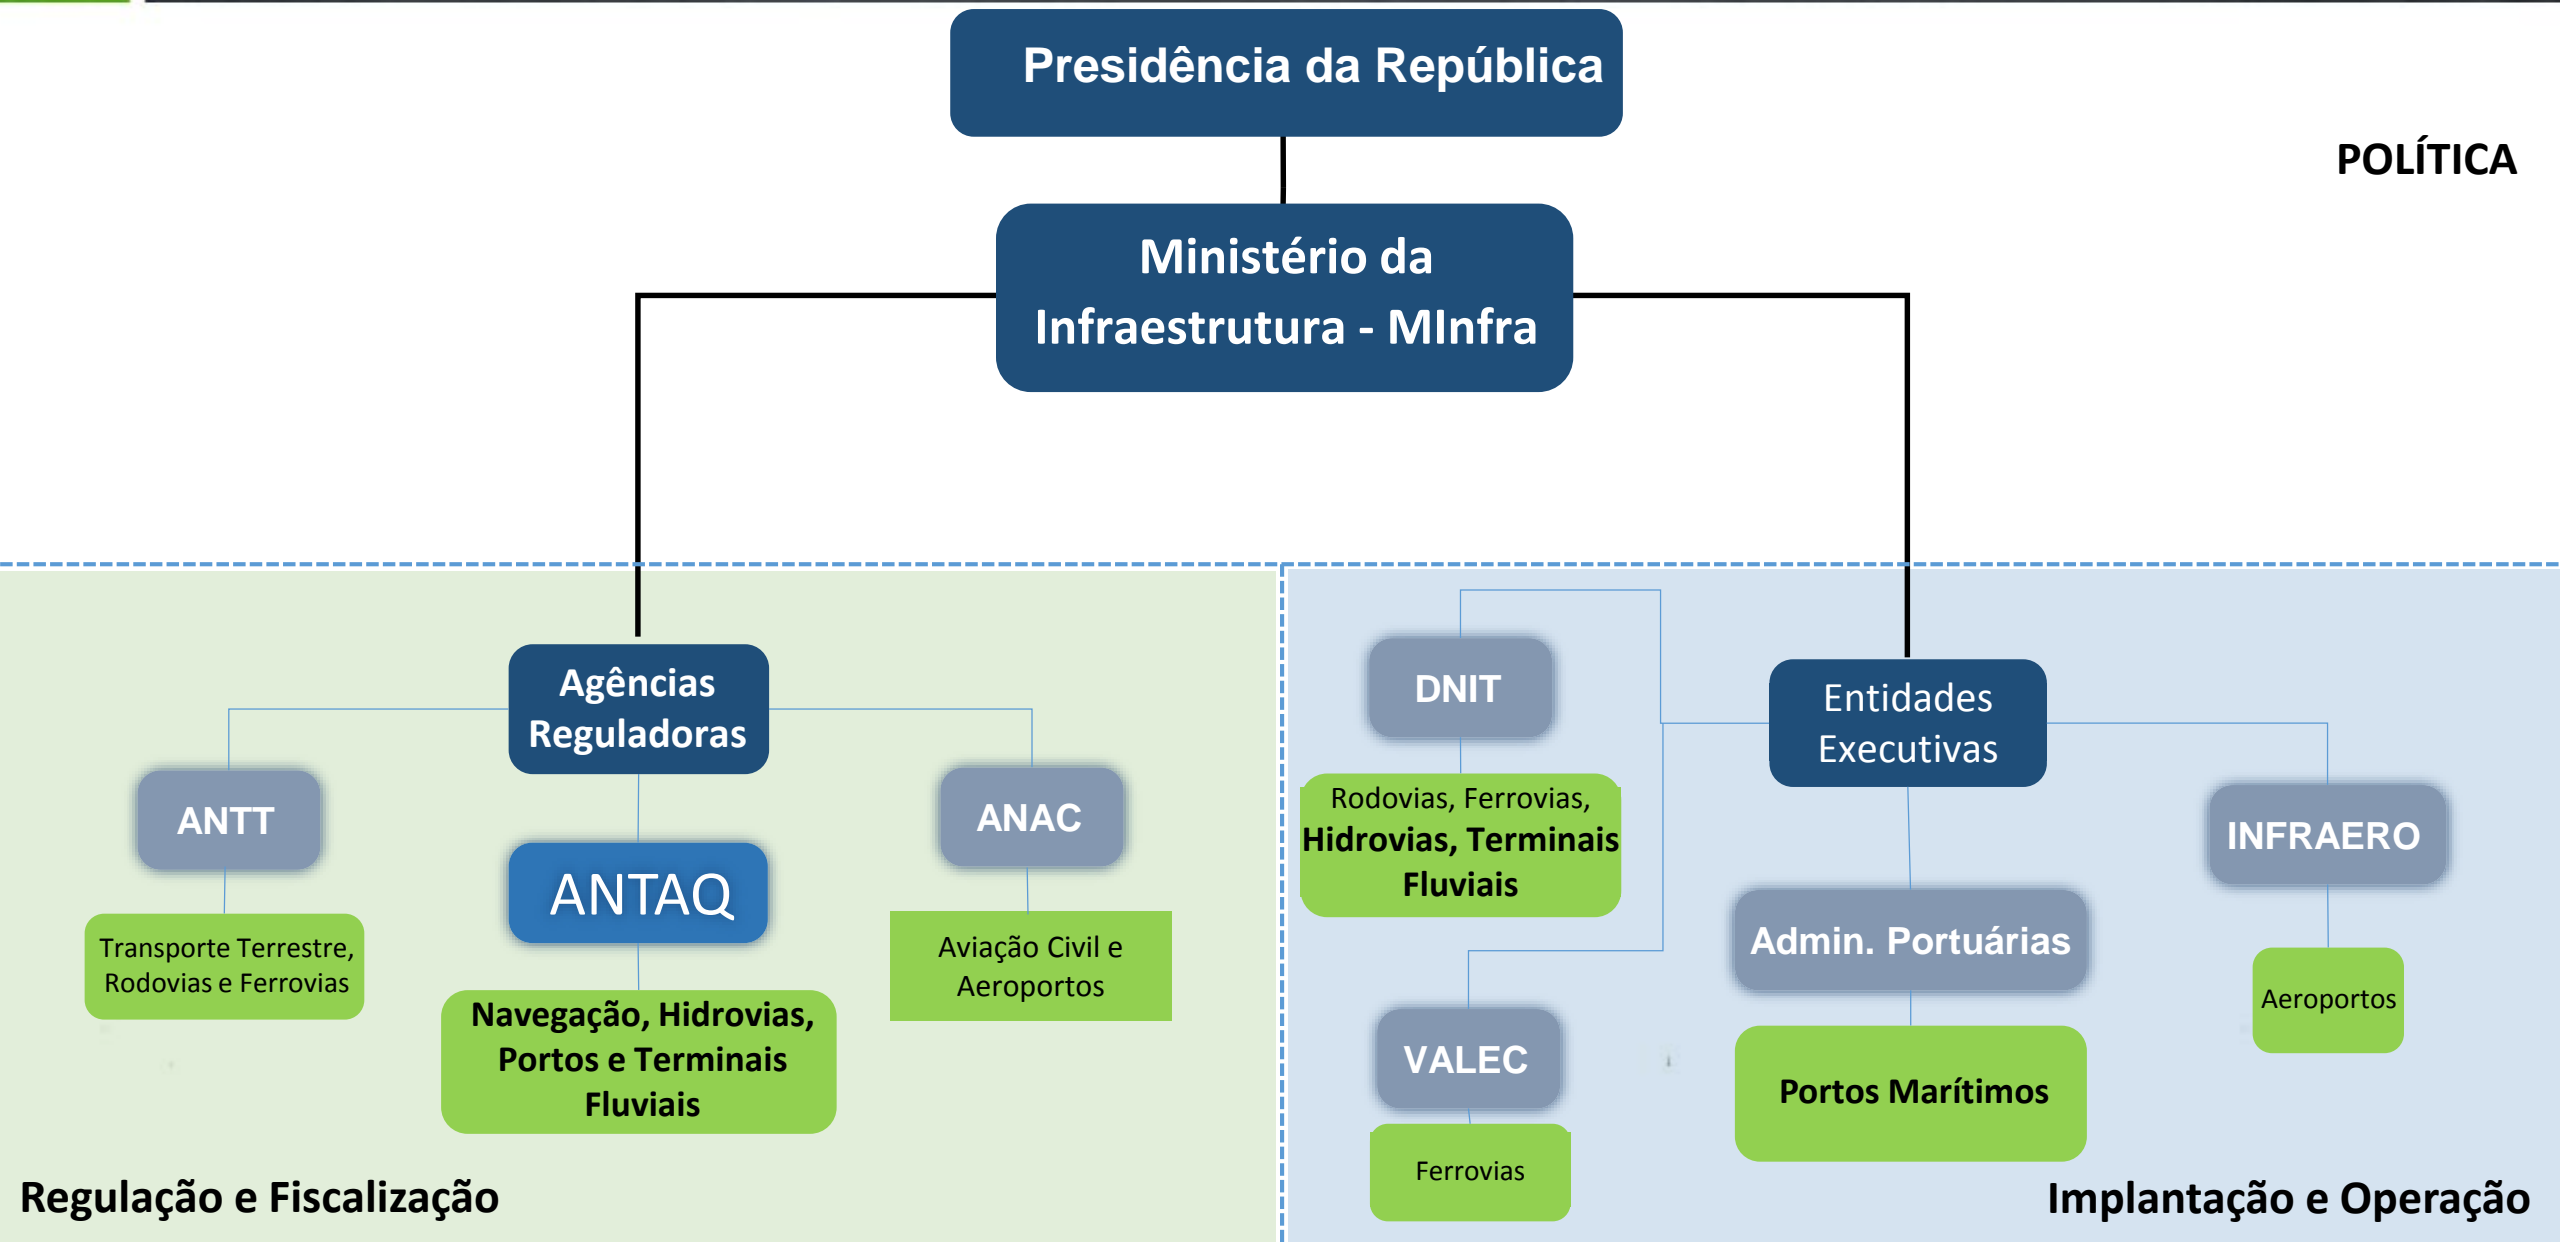 Presidência da República
POLÍTICA
Ministério da
Infraestrutura - MInfra
Agências
Reguladoras
ANTT
Transporte Terrestre,
Rodovias e Ferrovias
ANTAQ
Navegação, Hidrovias,
Portos e Terminais
Fluviais
ANAC
Aviação Civil e
Aeroportos
Regulação e Fiscalização
Entidades
Executivas
DNIT
Rodovias, Ferrovias,
Hidrovias, Terminais
Fluviais
VALEC
Ferrovias
Admin. Portuárias
Portos Marítimos
INFRAERO
Aeroportos
Implantação e Operação